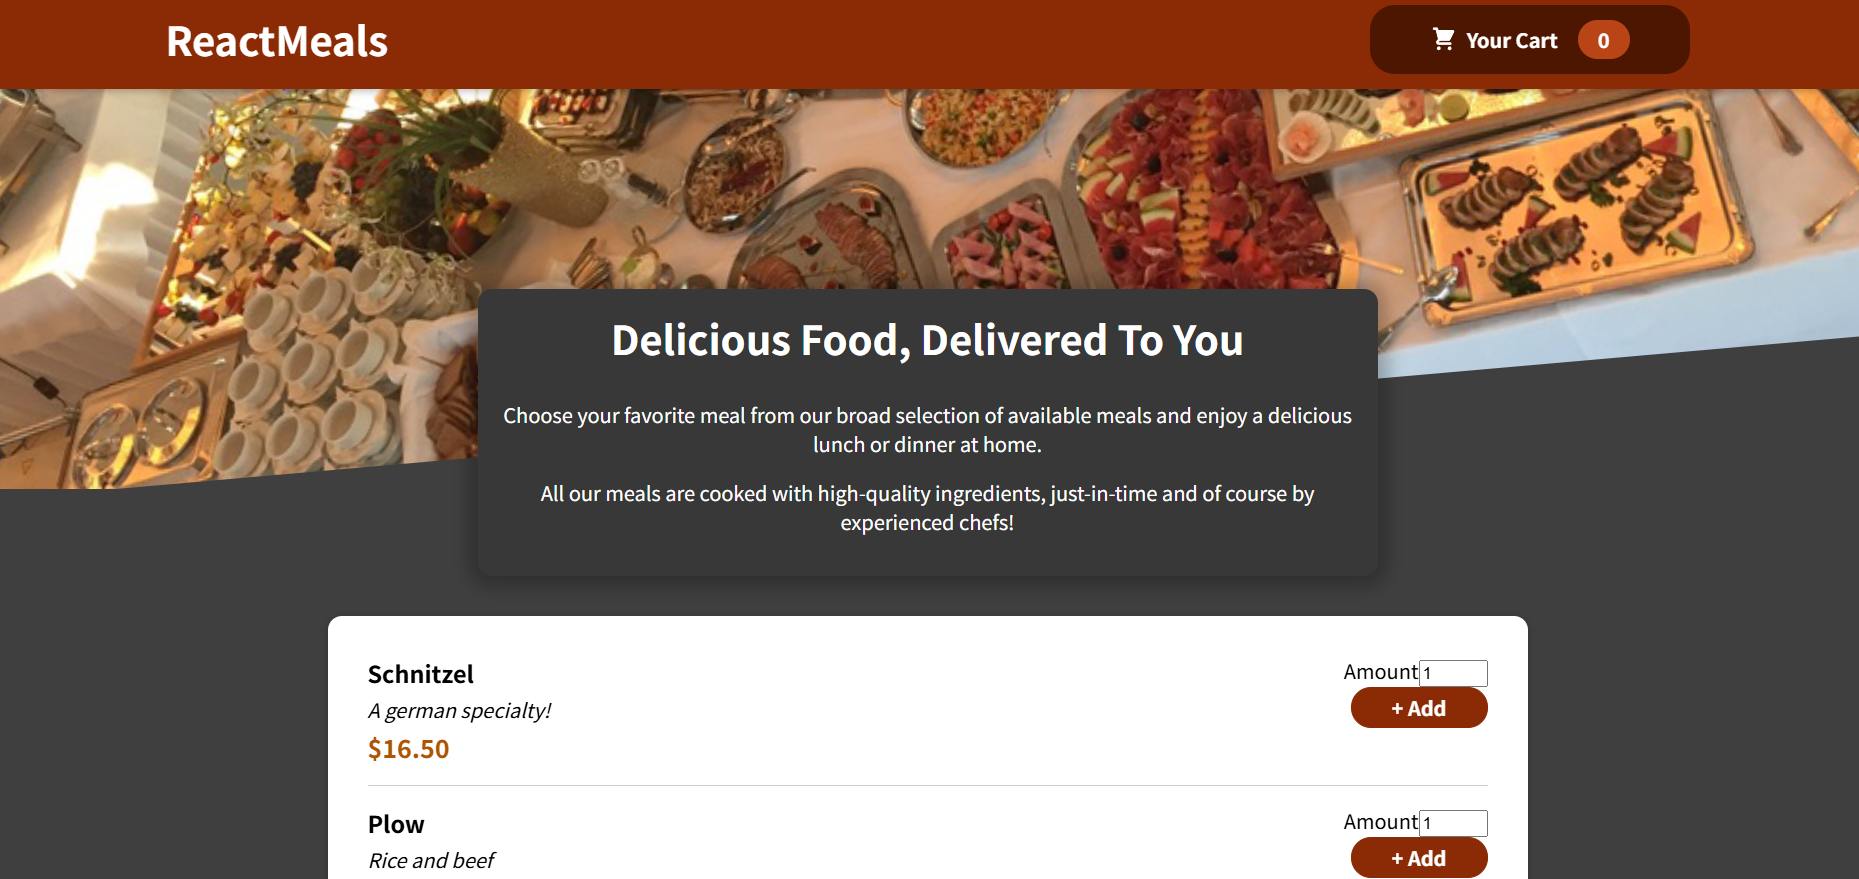 ReactMeals
Your Cart 0
Delicious Food, Delivered To You
Choose your favorite meal from our broad selection of available meals and enjoy a delicious
lunch or dinner at home.
All our meals are cooked with high-quality ingredients, just-in-time and of course by
experienced chefs!
Schnitzel
A german specialty!
$16.50
Amount 1
+ Add
Plow
Rice and beef
Amount 1
+ Add